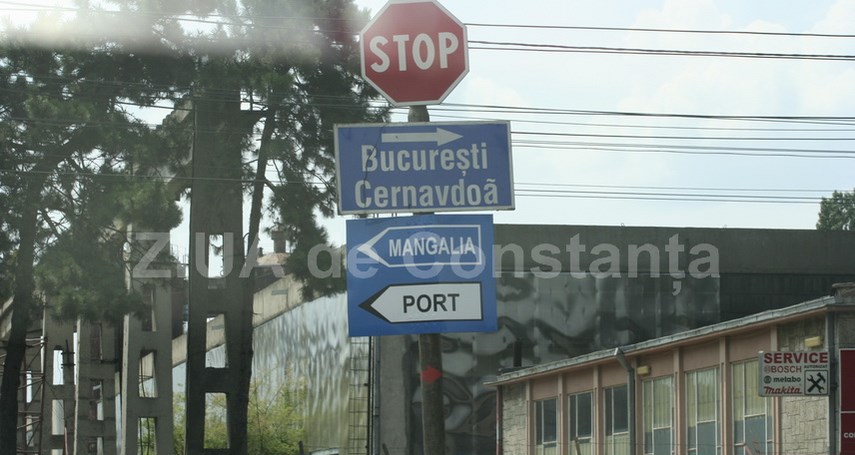 STOP
București
Cernavdoă
MANGALIA
PORT
ZIUA de Constanța
SERVICE
BOSCH
metabo
Makita